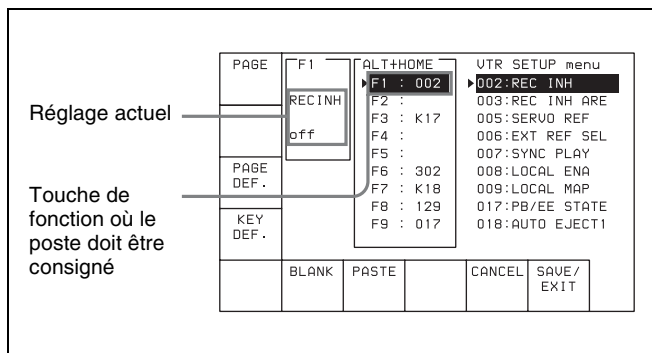 Réglage actuel
Touche de
fonction où le
poste doit être
consigné
PAGE
PAGE
DEF.
KEY
DEF.
F1
RECINH
off
ALT+HOME
F1 : 002
F2 :
F3 : K17
F4 :
F5 :
F6 : 302
F7 : K18
F8 : 129
F9 : 017
VTR SETUP menu
002:REC INH
003:REC INH ARE
005:SERVO REF
006:EXT REF SEL
007:SYNC PLAY
008:LOCAL ENA
009:LOCAL MAP
017:PB/EE STATE
018:AUTO EJECT1
BLANK
PASTE
CANCEL
SAVE/
EXIT